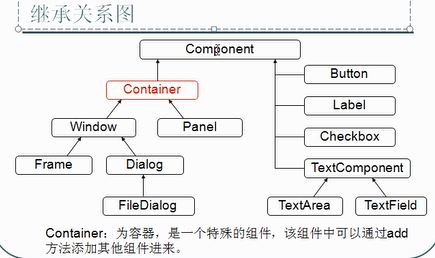 继承关系图
Component
Container
Button
Label
Window
Panel
Checkbox
Frame
Dialog
TextComponent
FileDialog
TextArea
TextField
Container：为容器，是一个特殊的组件，该组件中可以通过add
方法添加其他组件进来。